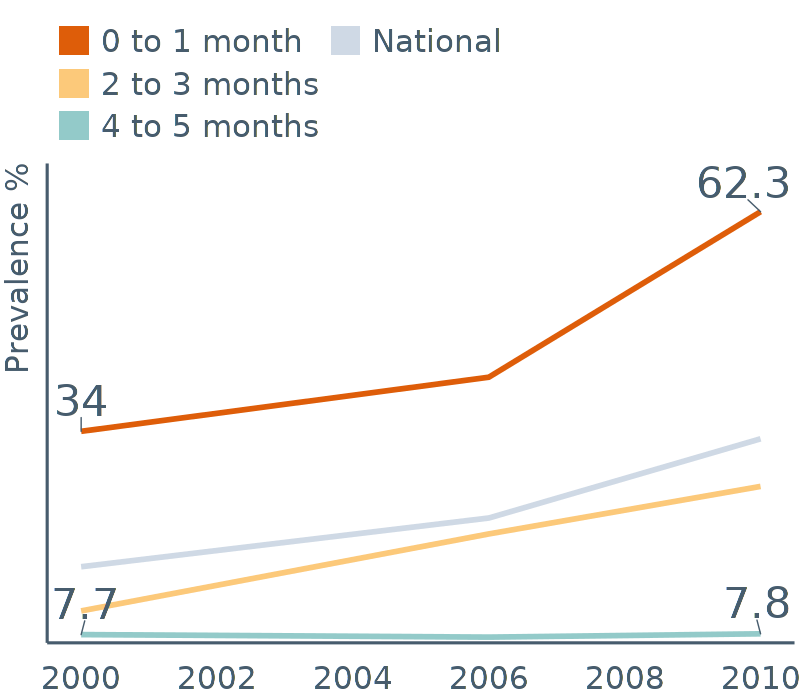 0 to 1 month
National
2 to 3 months
4 to 5 months
Prevalence %
62.3
34
7.7
7.8
2000 2002 2004 2006 2008 2010